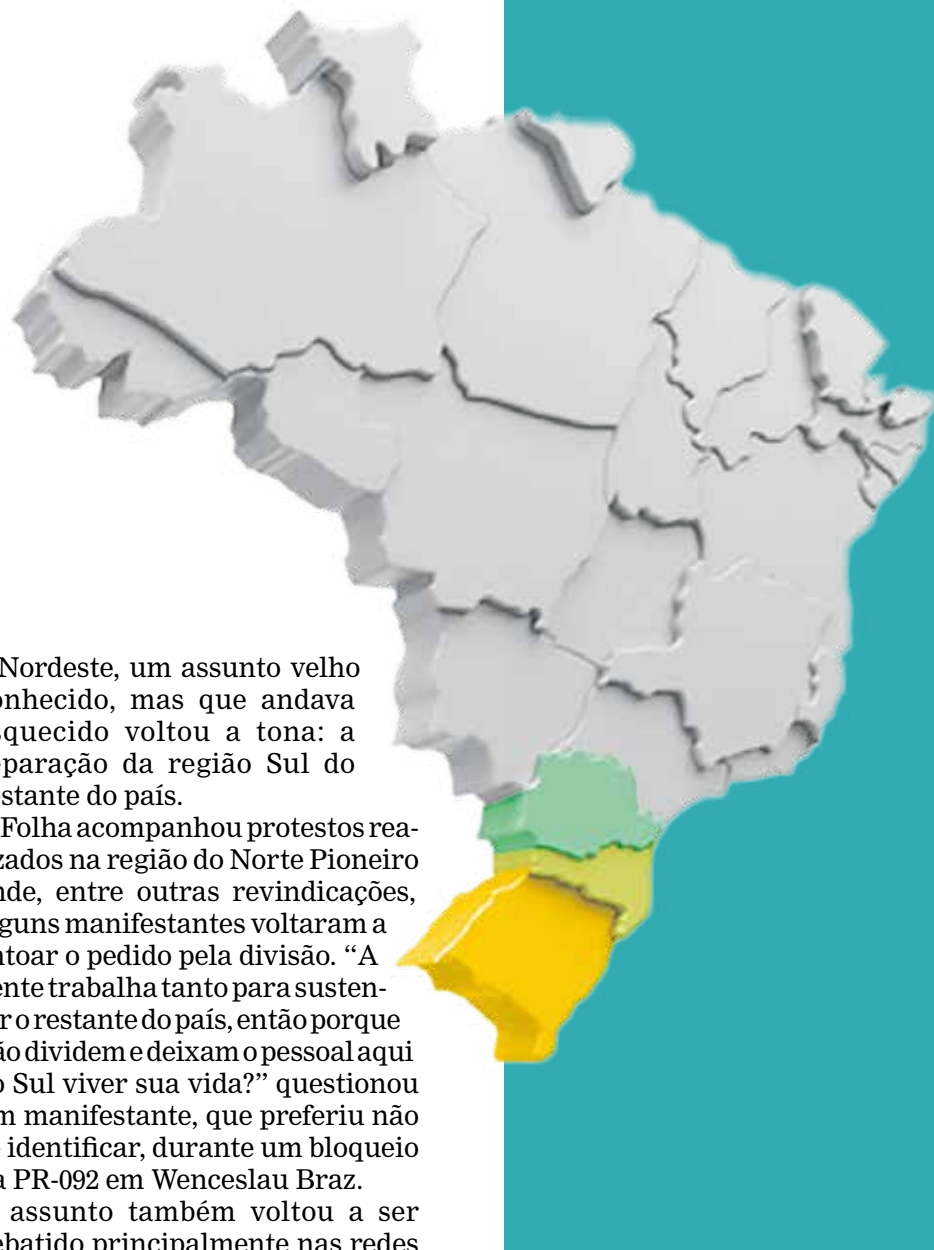 Nordeste, um assunto velho
onhecido, mas que andava
squecido voltou a tona: a
eparação da região Sul do
estante do país.
Folha acompanhou protestos rea-
zados na região do Norte Pioneiro
nde, entre outras revindicações,
guns manifestantes voltaram a
ntoar o pedido pela divisão. “A
ente trabalha tanto para susten-
r o restante do país, então porque
ão dividem e deixam o pessoal aqui
o Sul viver sua vida?” questionou
m manifestante, que preferiu não
e identificar, durante um bloqueio
a PR-092 em Wenceslau Braz.
assunto também voltou a ser
ebatido principalmente nas redes